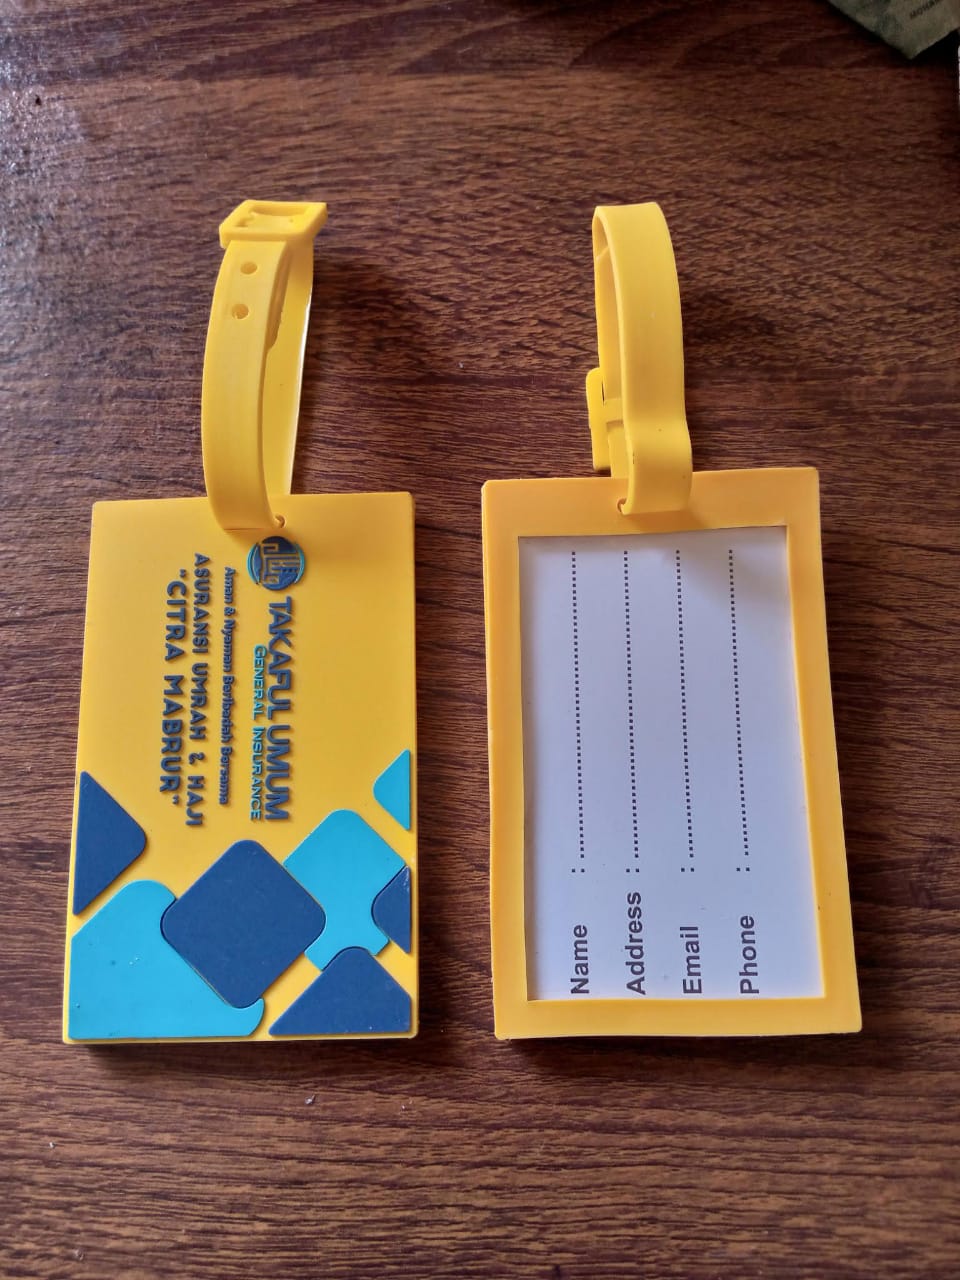 TAKAFUL UMUM
GENERAL INSURANCE
Aman & Nyaman Beribadah Bersama
ASURANSI UMRAH & HAJI
"CITRA MABRUR"
Name :
Address :
Email :
Phone :